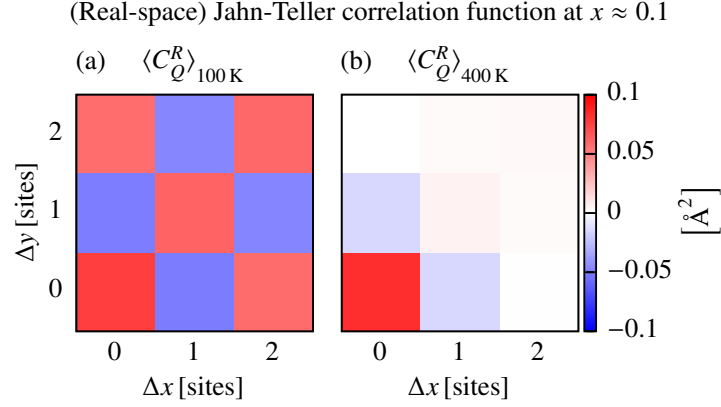 (Real-space) Jahn-Teller correlation function at x ≈ 0.1
(a) ⟨C_Q^R⟩_100 K
(b) ⟨C_Q^R⟩_400 K
Δy [sites]
2
1
0
0 1 2
Δx [sites]
0 1 2
Δx [sites]
0.1
0.05
0
−0.05
−0.1
[Å²]